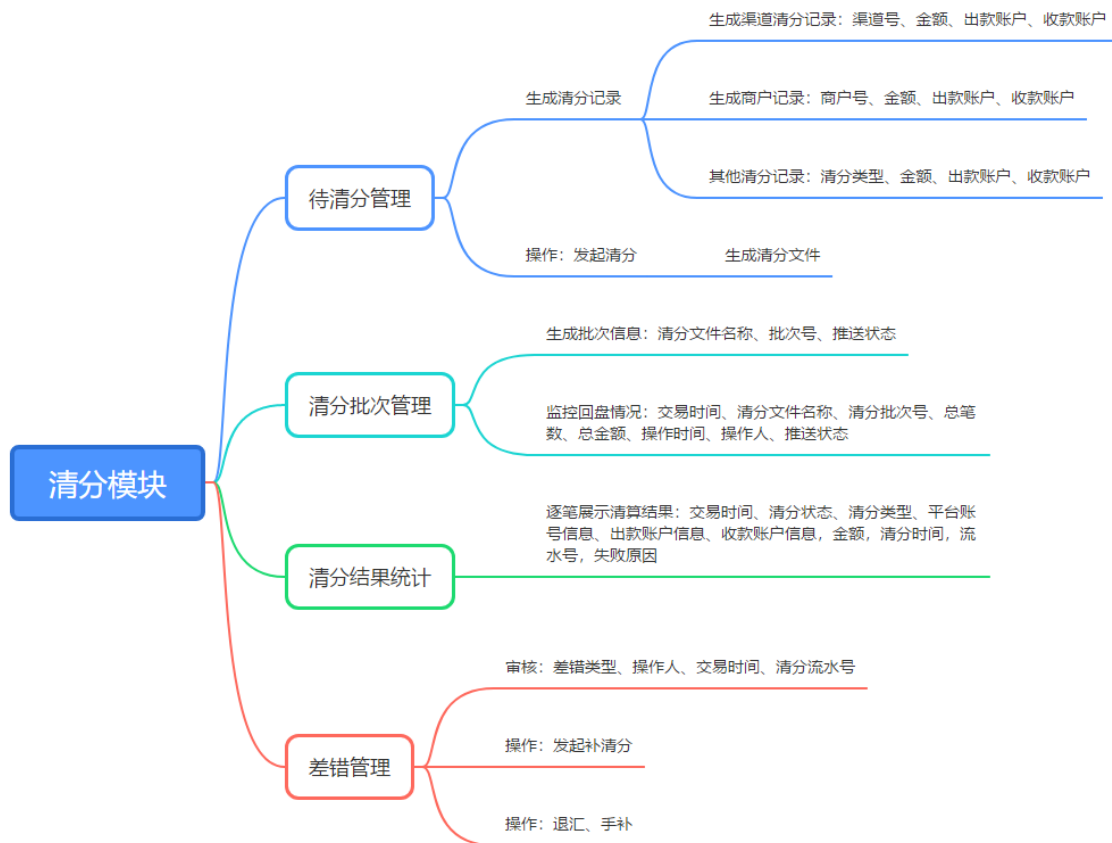 清分模块
待清分管理
生成清分记录
生成渠道清分记录：渠道号、金额、出款账户、收款账户
生成商户记录：商户号、金额、出款账户、收款账户
其他清分记录：清分类型、金额、出款账户、收款账户
操作：发起清分
生成清分文件
清分批次管理
生成批次信息：清分文件名称、批次号、推送状态
监控回盘情况：交易时间、清分文件名称、清分批次号、总笔
数、总金额、操作时间、操作人、推送状态
清分结果统计
逐笔展示清算结果：交易时间、清分状态、清分类型、平台账
号信息、出款账户信息、收款账户信息，金额，清分时间，流
水号，失败原因
差错管理
审核：差错类型、操作人、交易时间、清分流水号
操作：发起补清分
操作：退汇、手补